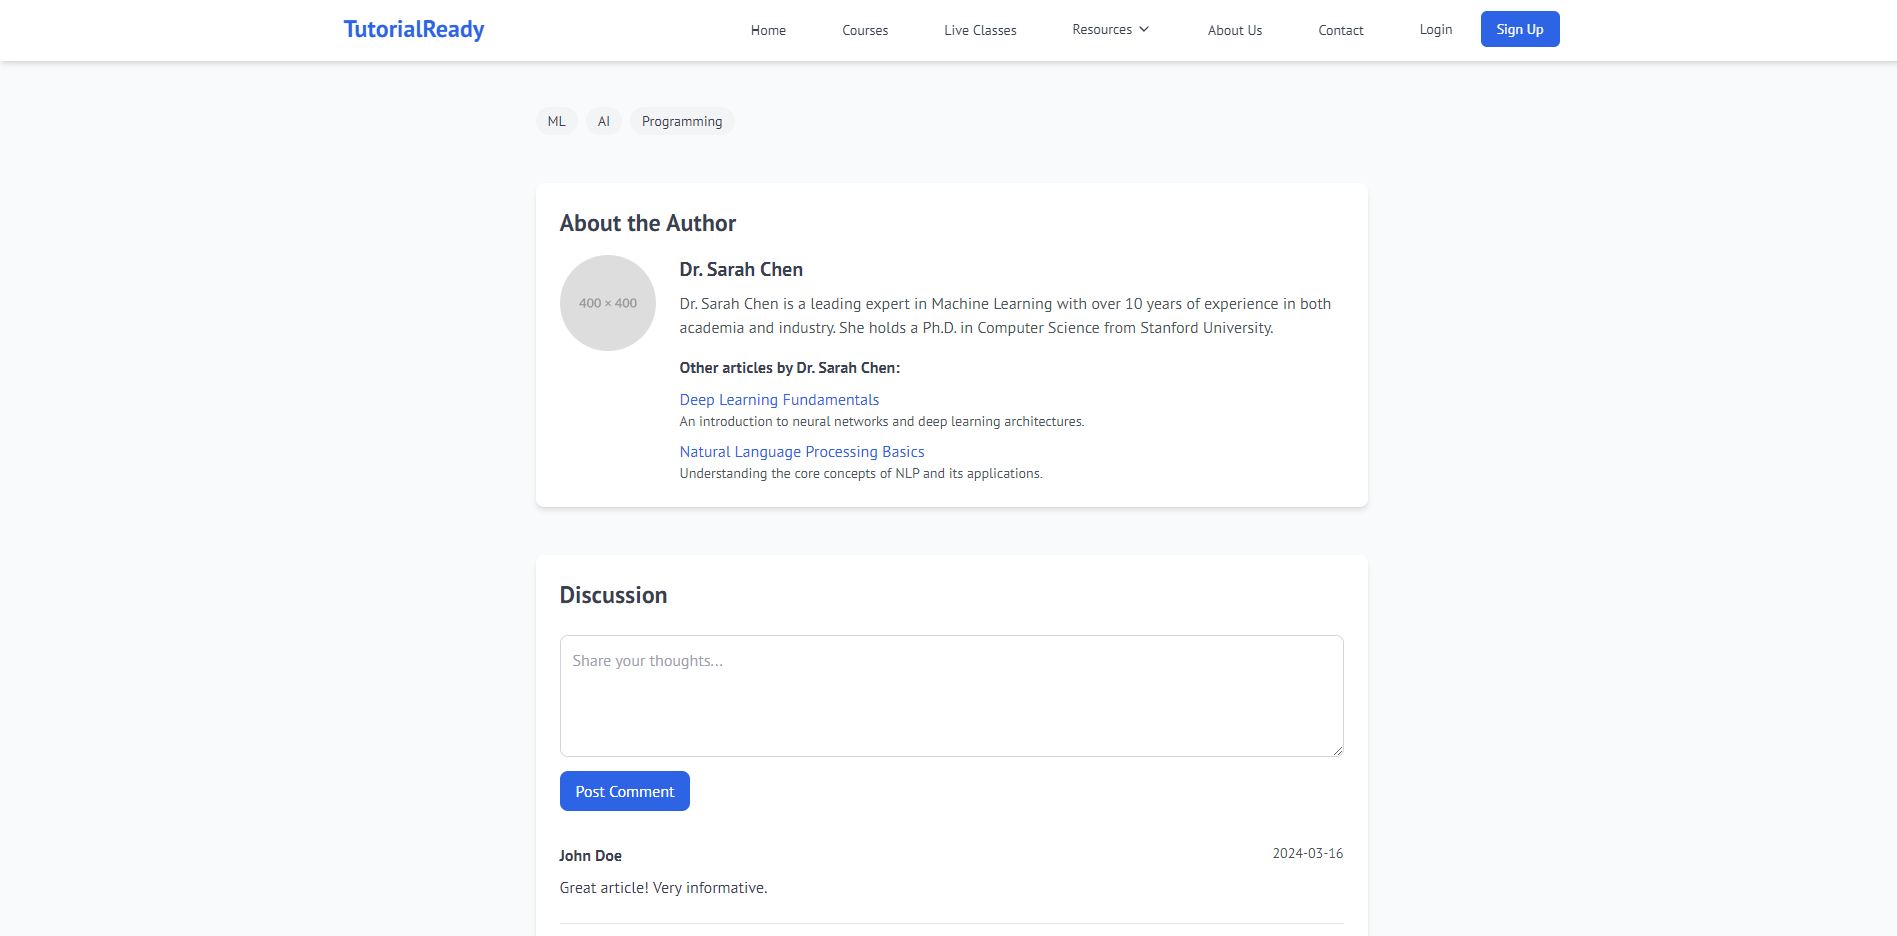 TutorialReady Home Courses Live Classes Resources About Us Contact Login Sign Up
ML AI Programming
About the Author
400 × 400
Dr. Sarah Chen
Dr. Sarah Chen is a leading expert in Machine Learning with over 10 years of experience in both
academia and industry. She holds a Ph.D. in Computer Science from Stanford University.
Other articles by Dr. Sarah Chen:
Deep Learning Fundamentals
An introduction to neural networks and deep learning architectures.
Natural Language Processing Basics
Understanding the core concepts of NLP and its applications.
Discussion
Share your thoughts...
Post Comment
John Doe 2024-03-16
Great article! Very informative.